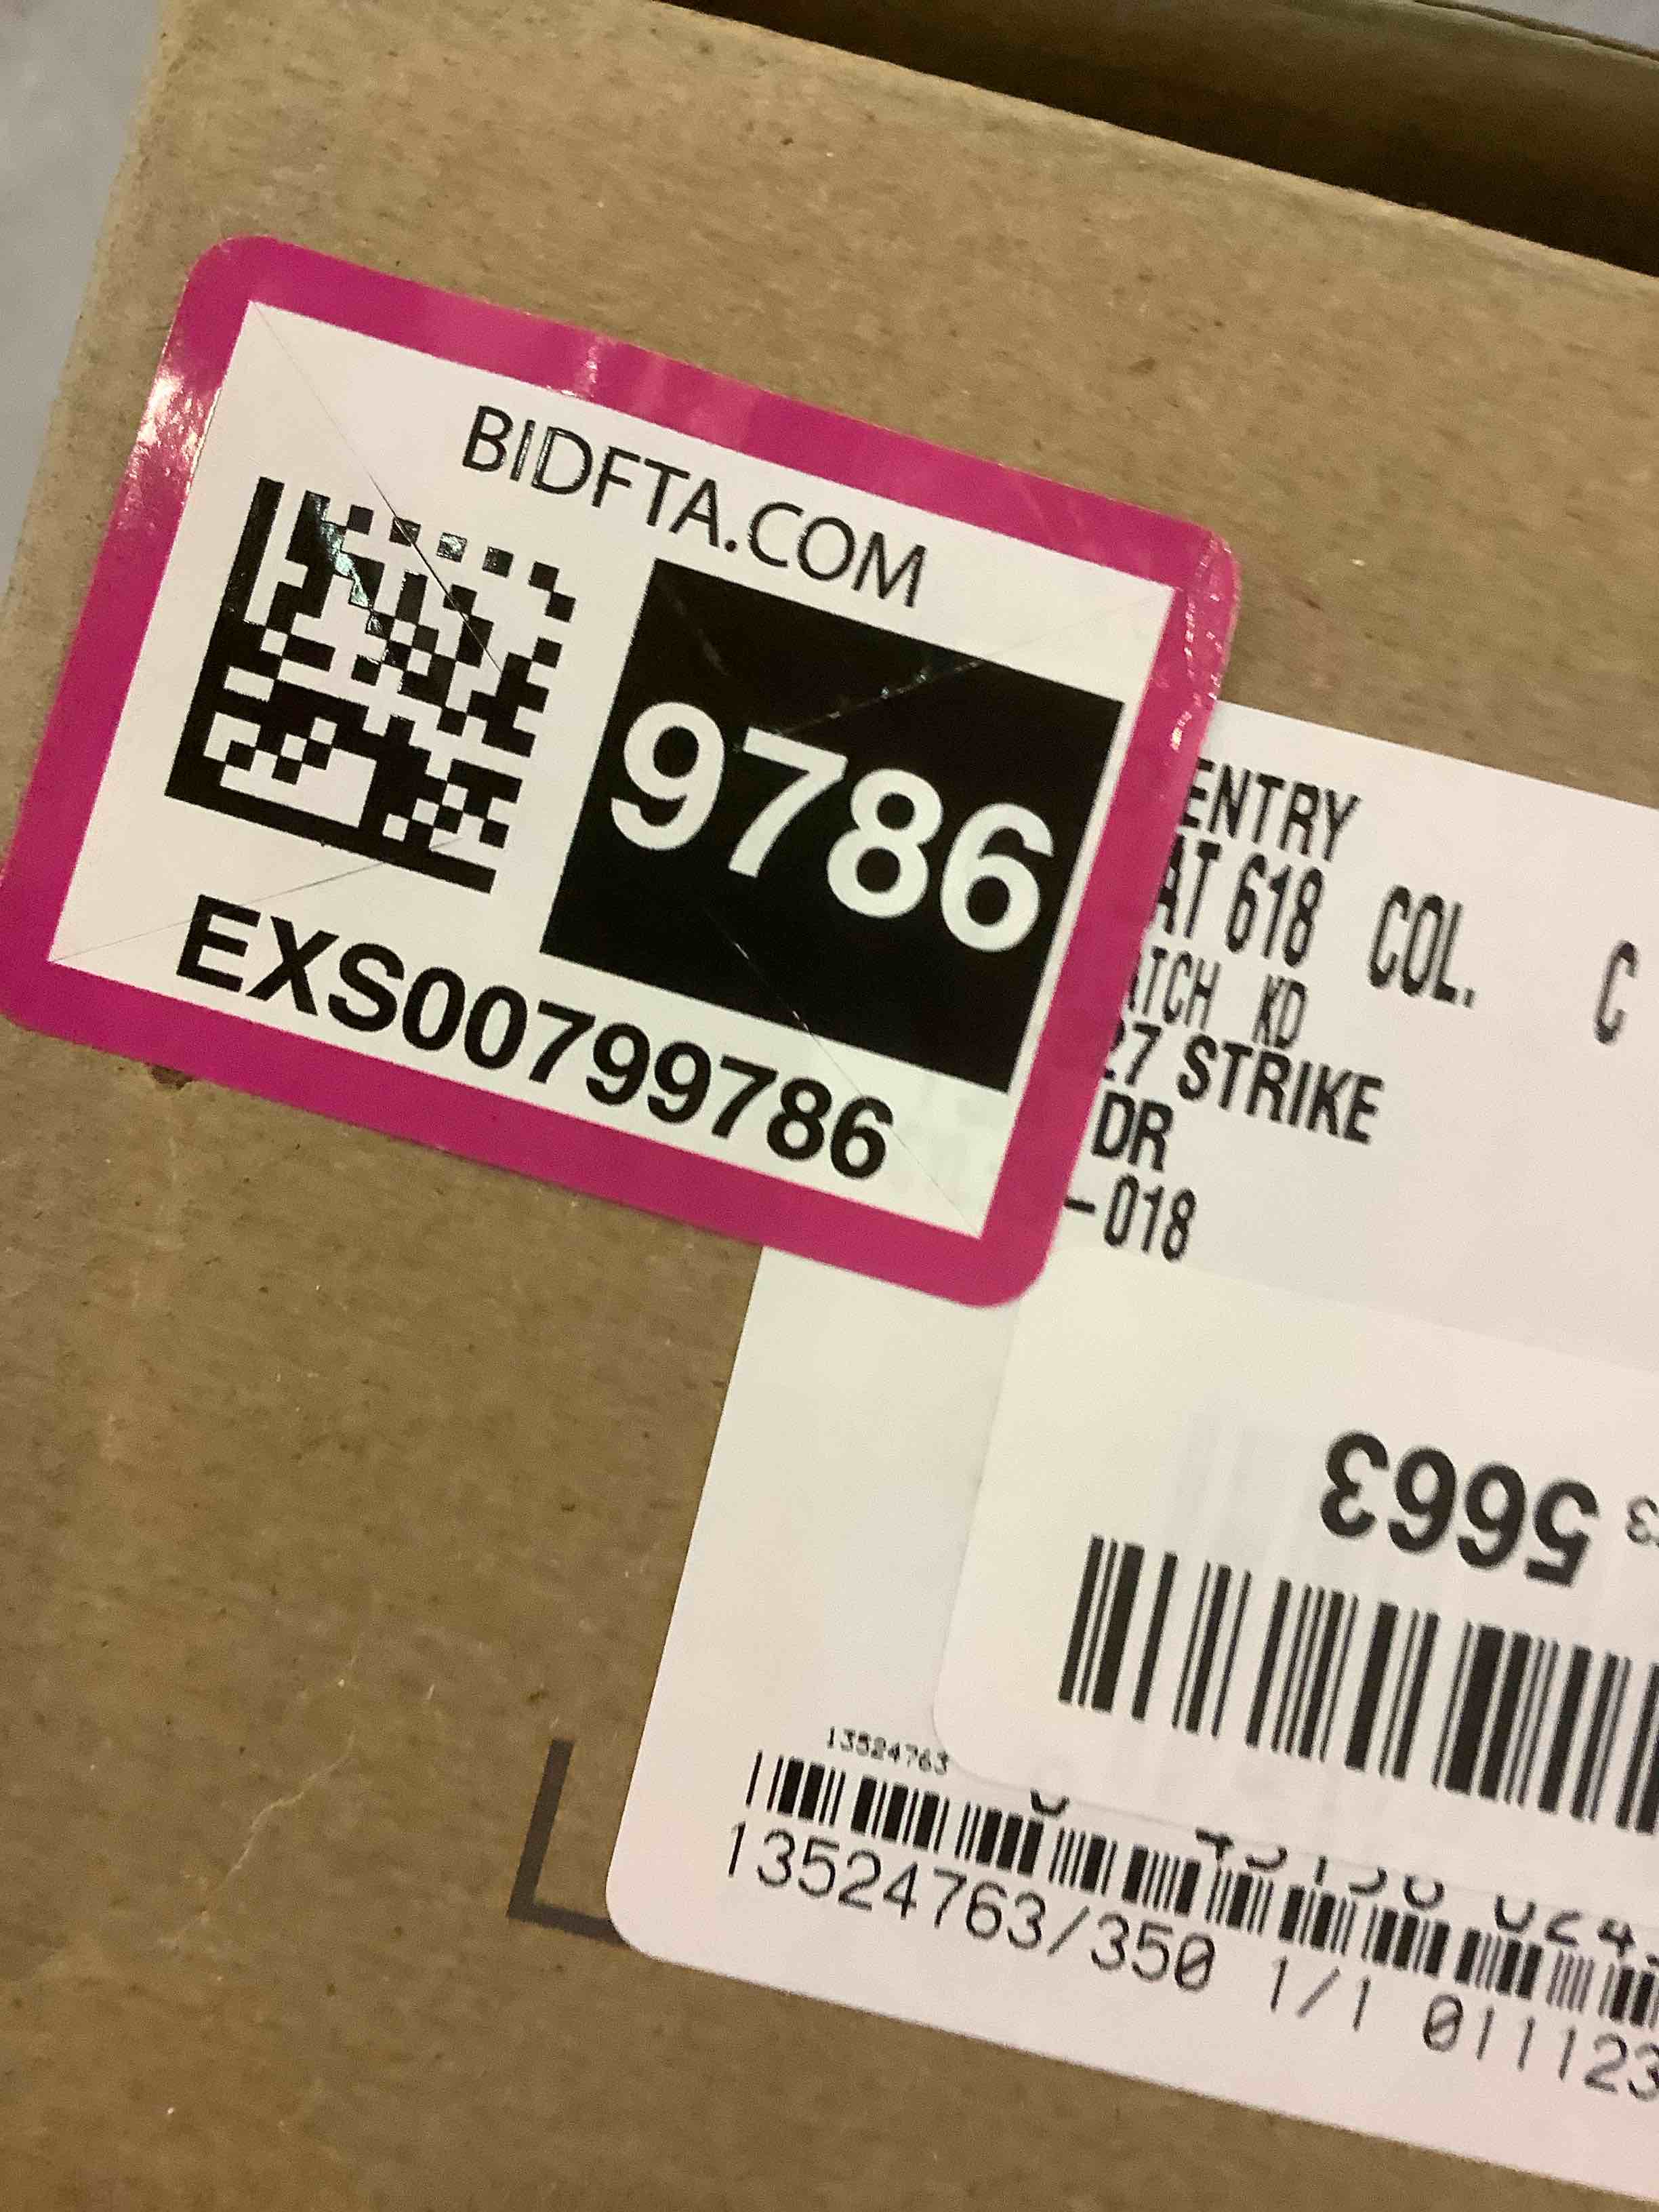 BIDFTA.COM
9786
EXS00799786
ENTRY
AT 618 COL. C
ATCH KD
27 STRIKE
DR
-018
5663
13524763
13524763/350 1/1 011123